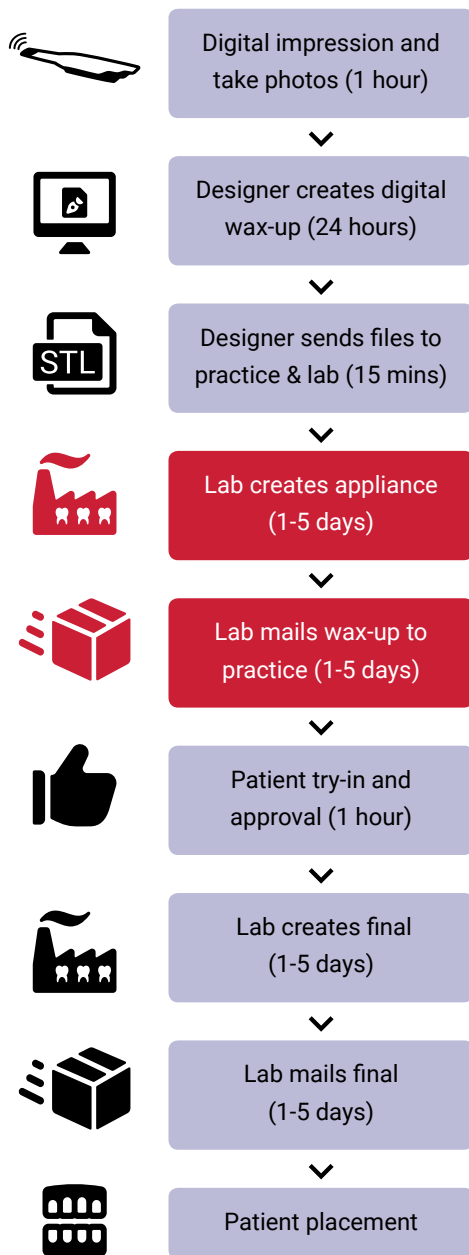 Digital impression and
take photos (1 hour)
Designer creates digital
wax-up (24 hours)
STL
Designer sends files to
practice & lab (15 mins)
Lab creates appliance
(1-5 days)
Lab mails wax-up to
practice (1-5 days)
Patient try-in and
approval (1 hour)
Lab creates final
(1-5 days)
Lab mails final
(1-5 days)
Patient placement